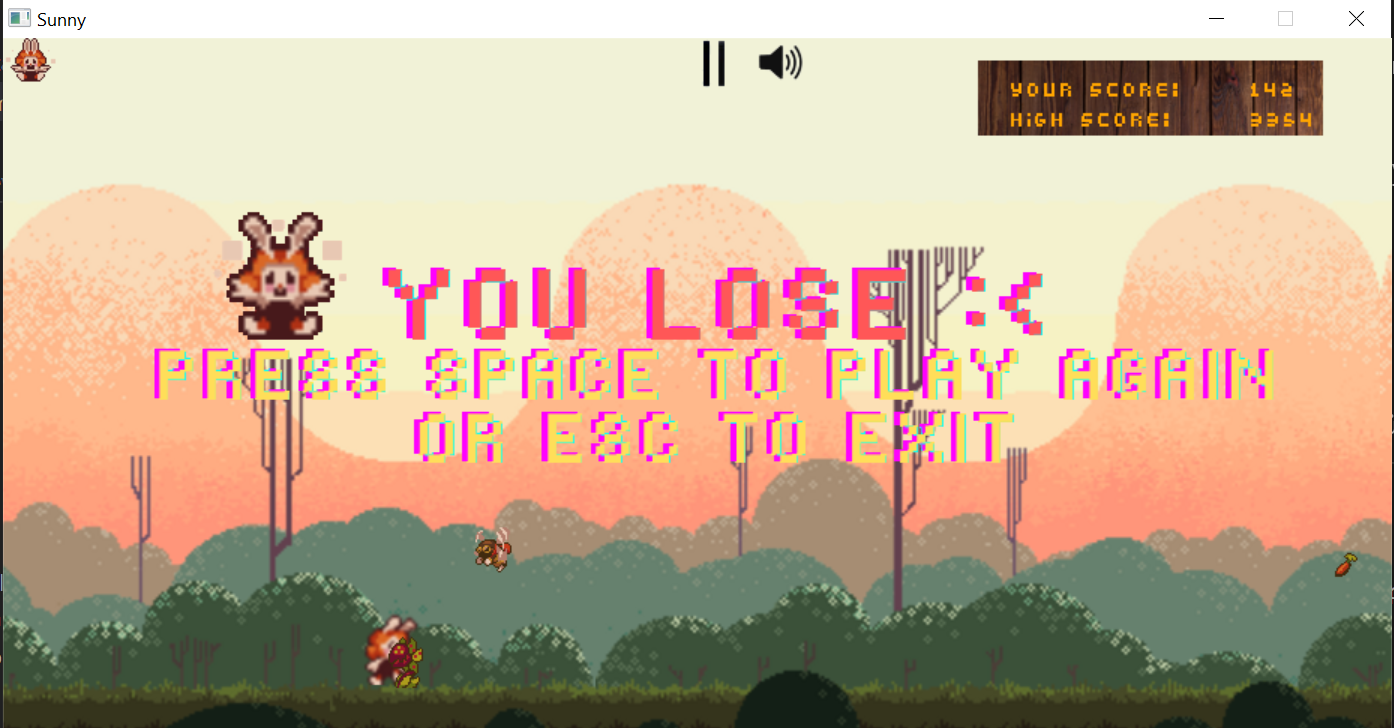 Sunny
YOUR SCORE: 142
HIGH SCORE: 3354
YOU LOSE :<
PRESS SPACE TO PLAY AGAIN
OR ESC TO EXIT